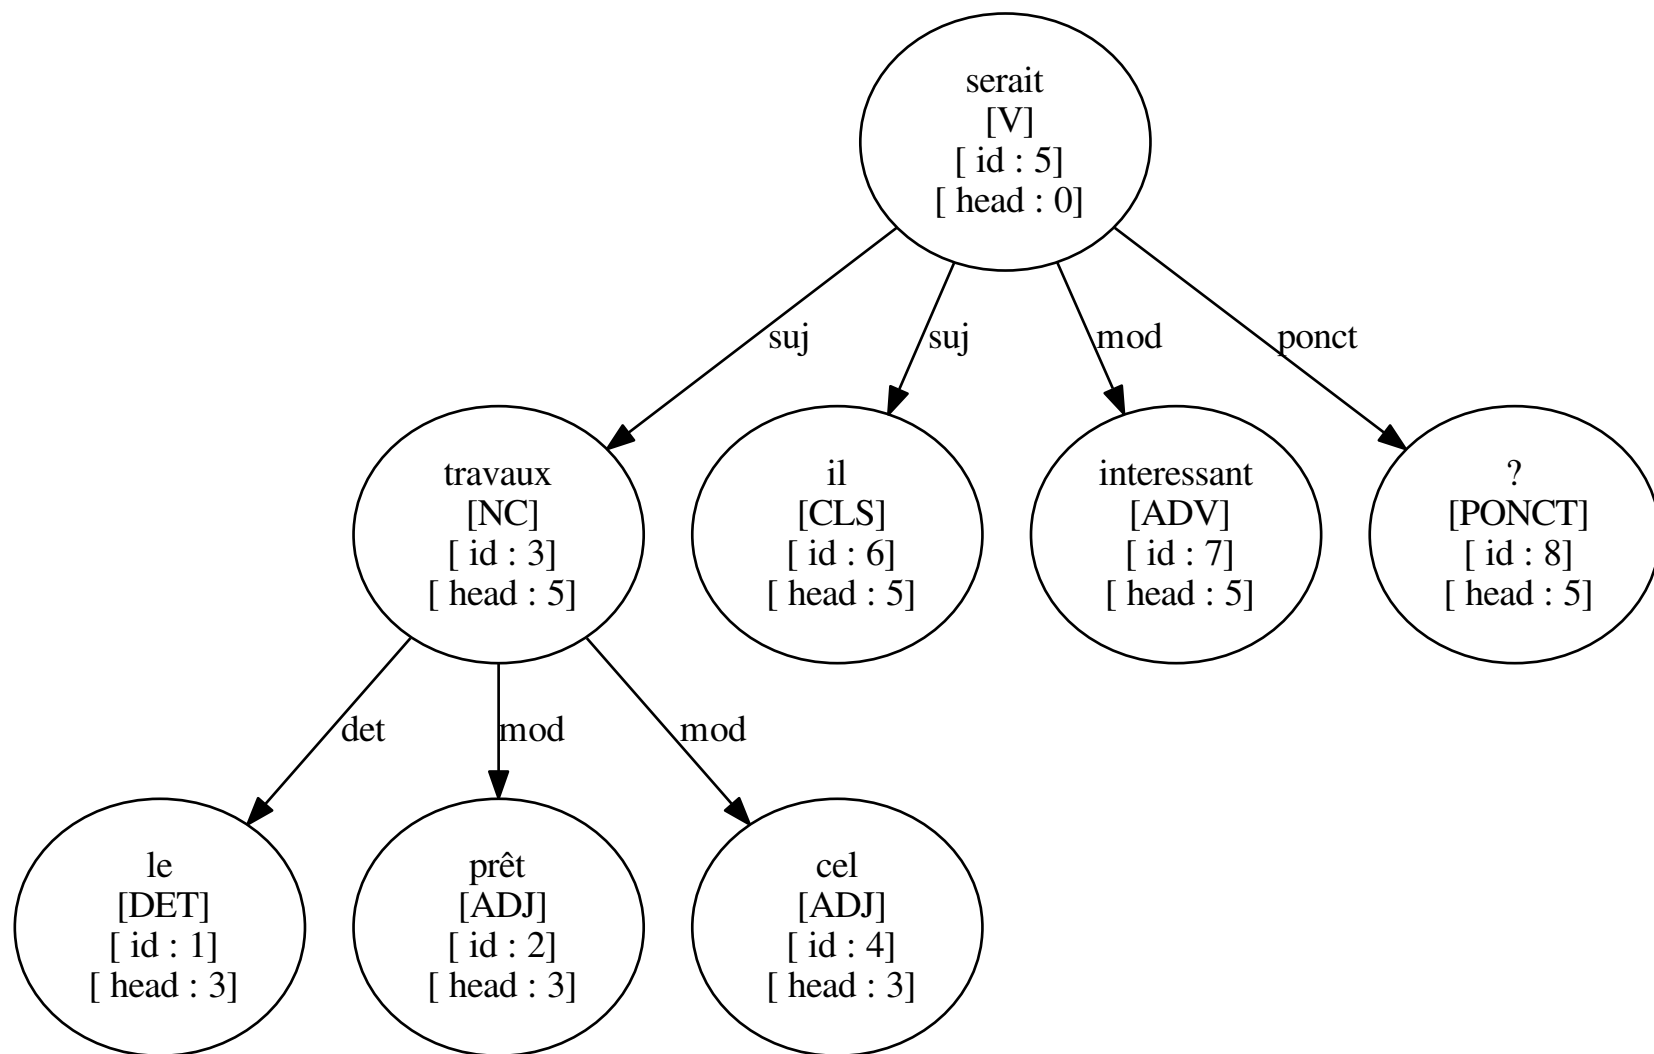 serait
[V]
[ id : 5]
[ head : 0]
suj
suj
mod
ponct
travaux
[NC]
[ id : 3]
[ head : 5]
il
[CLS]
[ id : 6]
[ head : 5]
interessant
[ADV]
[ id : 7]
[ head : 5]
?
[PONCT]
[ id : 8]
[ head : 5]
det
mod
mod
le
[DET]
[ id : 1]
[ head : 3]
prêt
[ADJ]
[ id : 2]
[ head : 3]
cel
[ADJ]
[ id : 4]
[ head : 3]